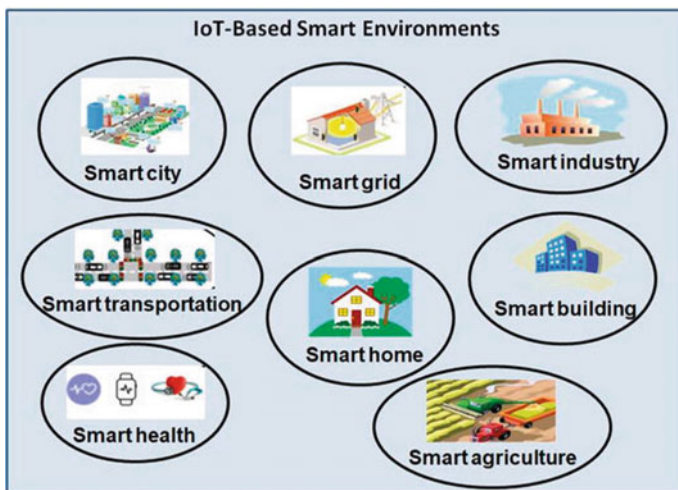 IoT-Based Smart Environments
Smart city
Smart grid
Smart industry
Smart transportation
Smart home
Smart building
Smart health
Smart agriculture